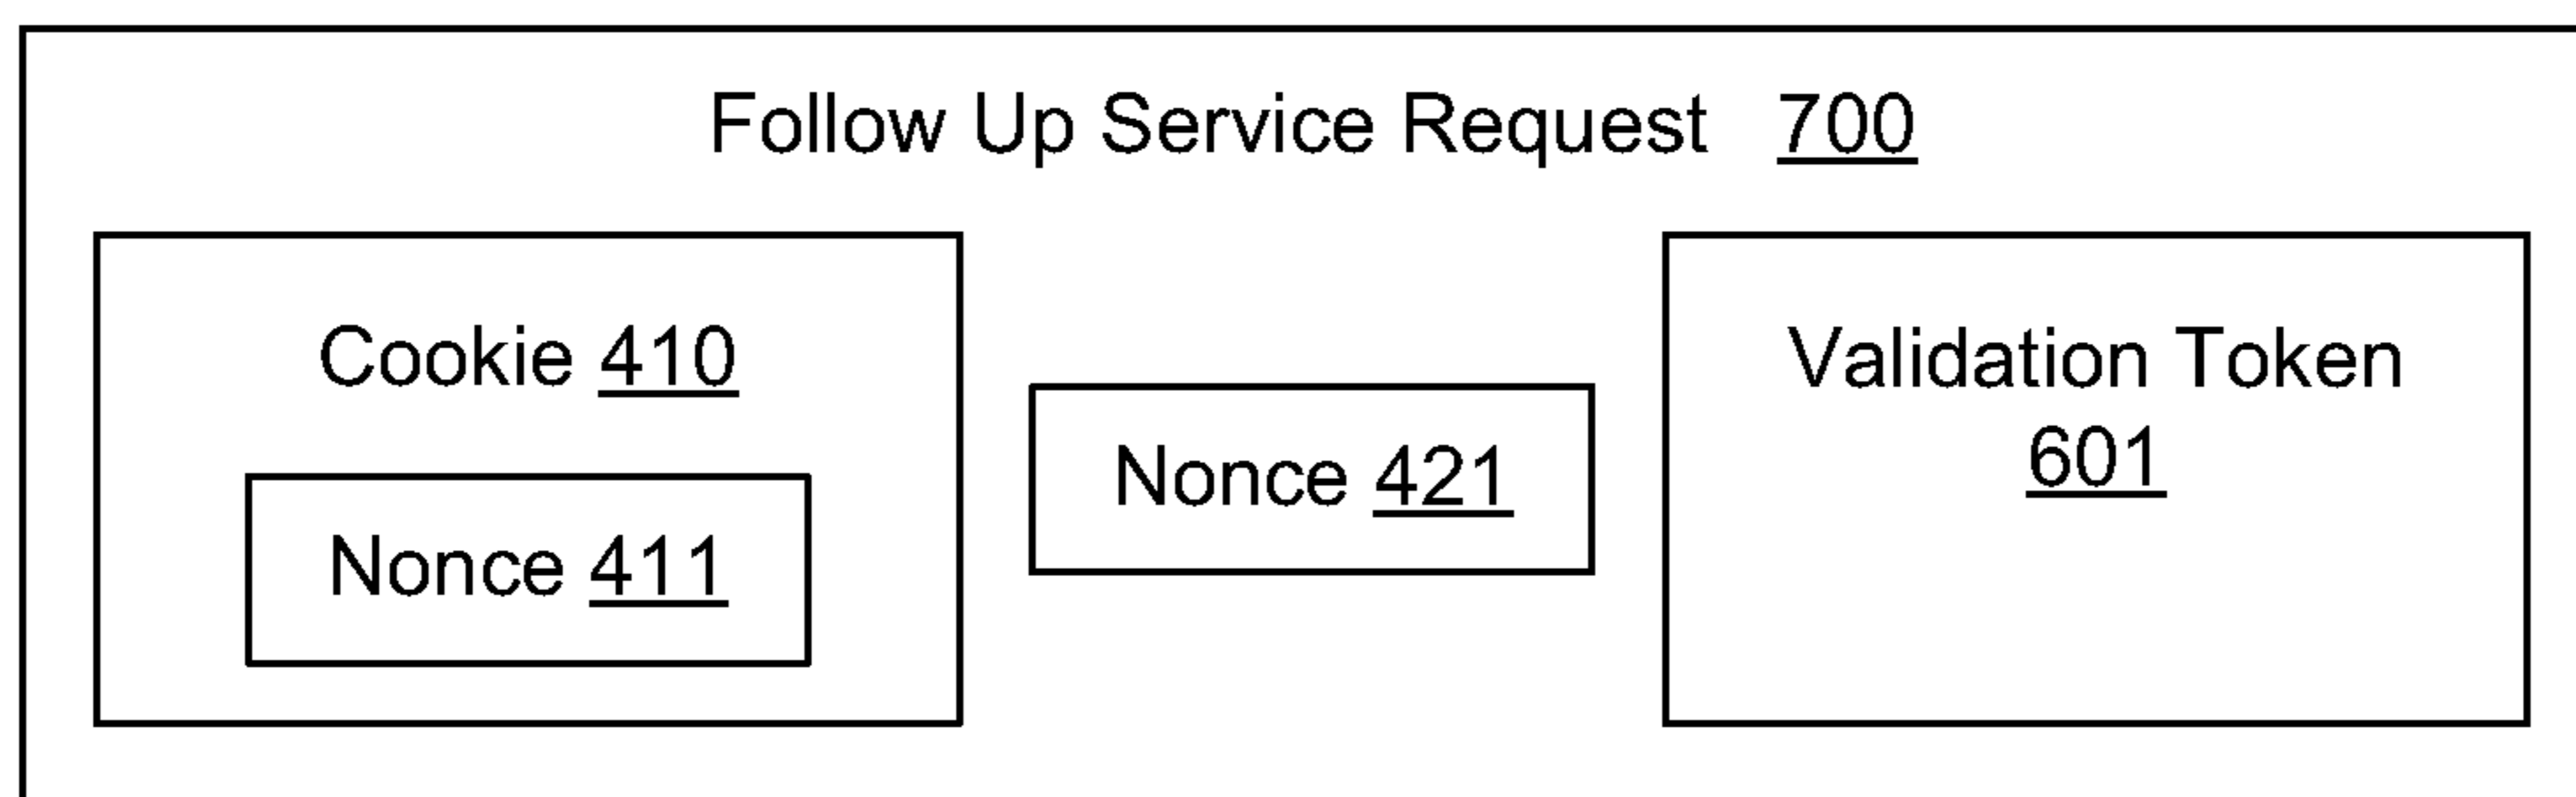 Follow Up Service Request 700
Cookie 410
Nonce 411
Nonce 421
Validation Token
601